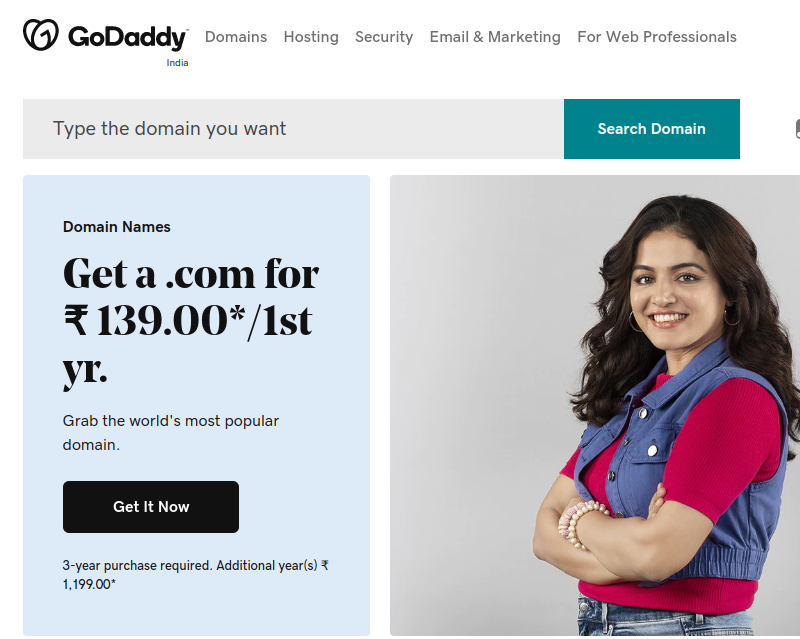 GoDaddy
India
Domains Hosting Security Email & Marketing For Web Professionals
Type the domain you want
Search Domain
Domain Names
Get a .com for
₹ 139.00*/1st
yr.
Grab the world's most popular
domain.
Get It Now
3-year purchase required. Additional year(s) ₹
1,199.00*